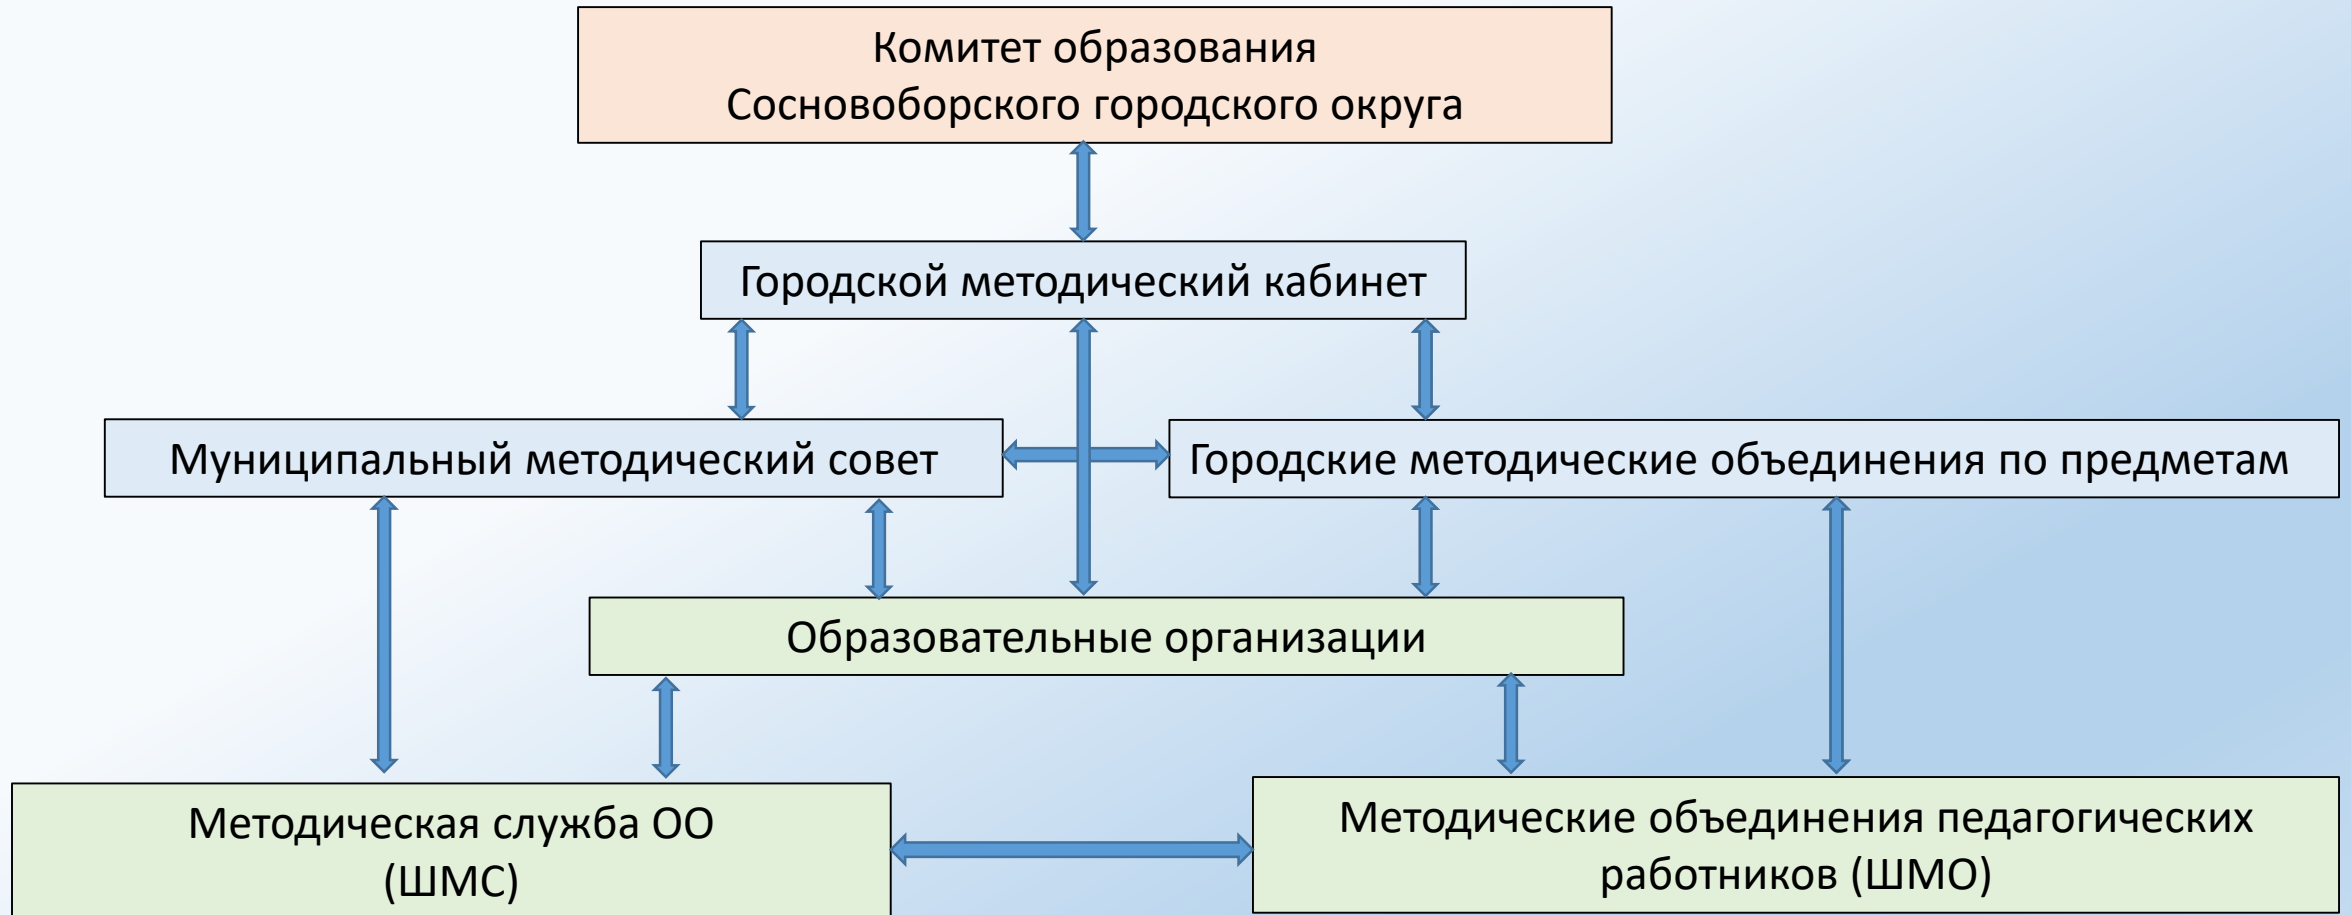 Комитет образования
Сосновоборского городского округа
Городской методический кабинет
Муниципальный методический совет
Городские методические объединения по предметам
Образовательные организации
Методическая служба ОО
(ШМС)
Методические объединения педагогических
работников (ШМО)